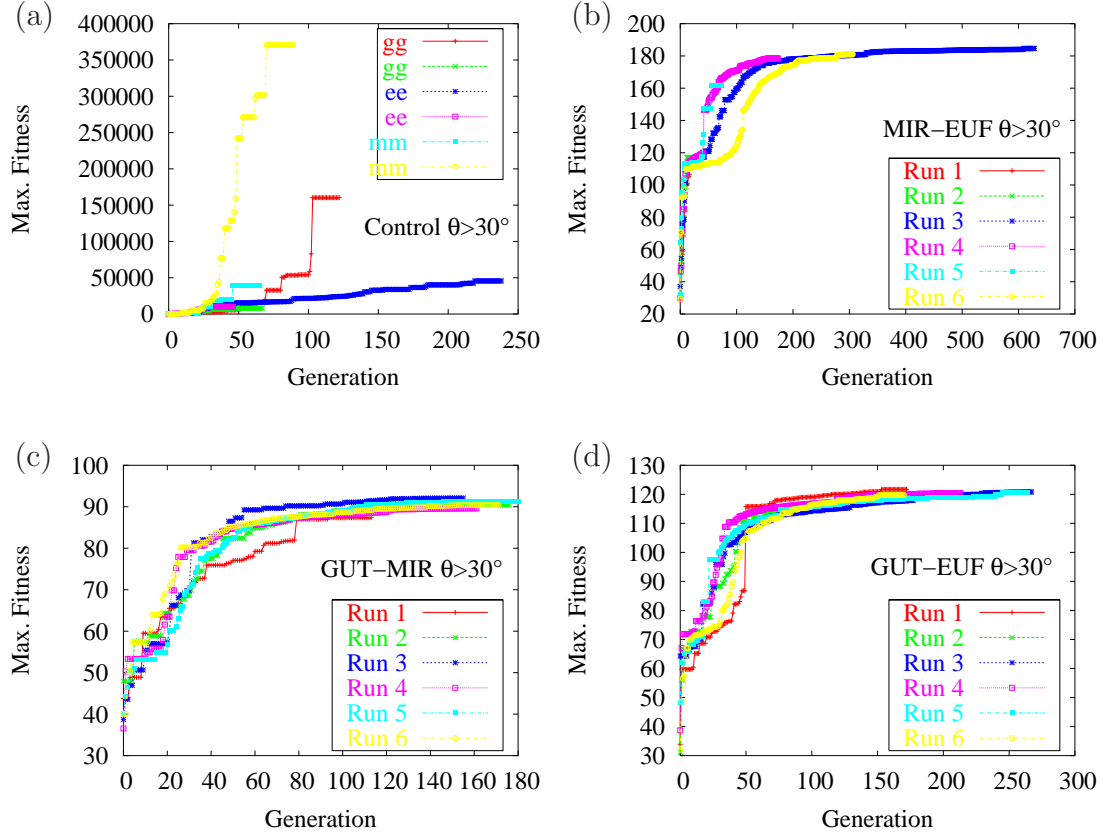 (a)
400000
350000
300000
250000
200000
150000
100000
50000
0
Max. Fitness
gg
gg
ee
ee
mm
mm
Control θ>30°
0 50 100 150 200 250
Generation
(b)
200
180
160
140
120
100
80
60
40
20
Max. Fitness
MIR−EUF θ>30°
Run 1
Run 2
Run 3
Run 4
Run 5
Run 6
0 100 200 300 400 500 600 700
Generation
(c)
100
90
80
70
60
50
40
30
Max. Fitness
GUT−MIR θ>30°
Run 1
Run 2
Run 3
Run 4
Run 5
Run 6
0 20 40 60 80 100 120 140 160 180
Generation
(d)
130
120
110
100
90
80
70
60
50
40
30
Max. Fitness
GUT−EUF θ>30°
Run 1
Run 2
Run 3
Run 4
Run 5
Run 6
0 50 100 150 200 250 300
Generation